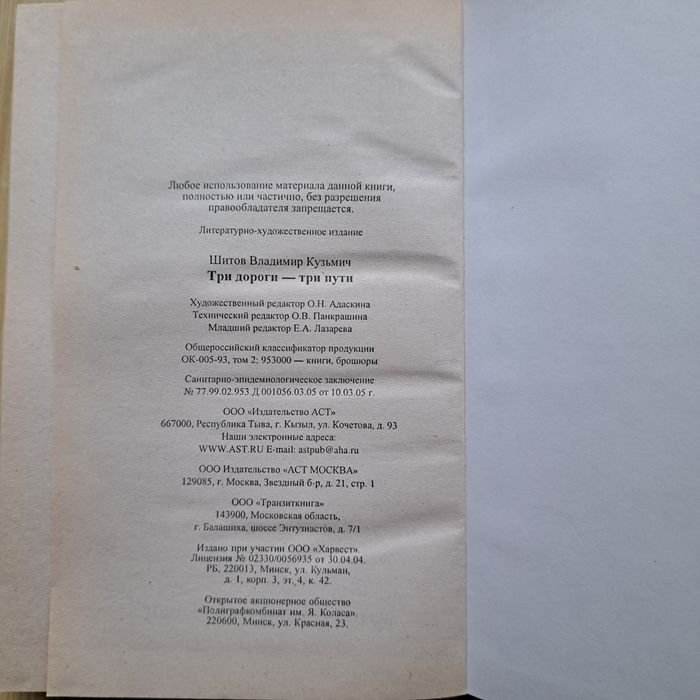 Любое использование материала данной книги,
полностью или частично, без разрешения
правообладателя запрещается.
Литературно-художественное издание
Шитов Владимир Кузьмич
Три дороги — три пути
Художественный редактор О.Н. Адаскина
Технический редактор О.В. Панкрашина
Младший редактор Е.А. Лазарева
Общероссийский классификатор продукции
ОК-005-93, том 2; 953000 — книги, брошюры
Санитарно-эпидемиологическое заключение
№ 77.99.02.953.Д.001056.03.05 от 10.03.05 г.
ООО «Издательство АСТ»
667000, Республика Тыва, г. Кызыл, ул. Кочетова, д. 93
Наши электронные адреса:
WWW.AST.RU E-mail: astpub@aha.ru
ООО Издательство «АСТ МОСКВА»
129085, г. Москва, Звездный б-р, д. 21, стр. 1
ООО «Транзиткнига»
143900, Московская область,
г. Балашиха, шоссе Энтузиастов, д. 7/1
Издано при участии ООО «Харвест».
Лицензия № 02330/0056935 от 30.04.04.
РБ, 220013, Минск, ул. Кульман,
д. 1, корп. 3, эт. 4, к. 42.
Открытое акционерное общество
«Полиграфкомбинат им. Я. Коласа».
220600, Минск, ул. Красная, 23.